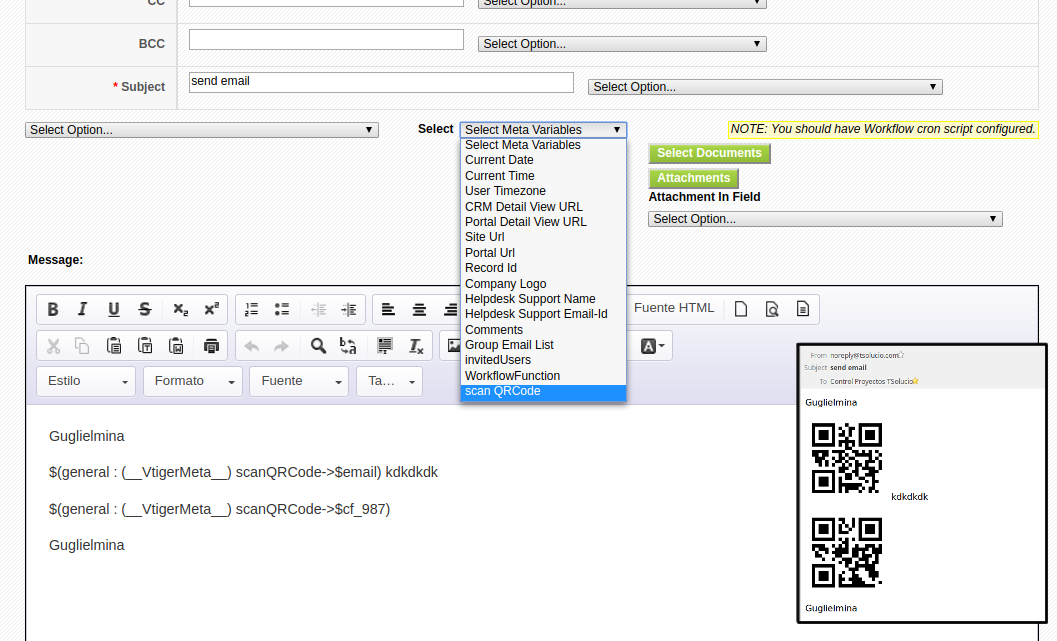 CC
Select Option...
BCC
Select Option...
* Subject
send email
Select Option...
Select Option...
Select
Select Meta Variables
NOTE: You should have Workflow cron script configured.
Select Meta Variables
Current Date
Current Time
User Timezone
CRM Detail View URL
Portal Detail View URL
Site Url
Portal Url
Record Id
Company Logo
Helpdesk Support Name
Helpdesk Support Email-Id
Comments
Group Email List
invitedUsers
WorkflowFunction
scan QRCode
Select Documents
Attachments
Attachment In Field
Select Option...
Message:
B I U S x₂ x²
Fuente HTML
A
Estilo
Formato
Fuente
Ta...
Guglielmina
$(general : (__VtigerMeta__) scanQRCode->$email) kdkdkdk
$(general : (__VtigerMeta__) scanQRCode->$cf_987)
Guglielmina
From noreply@tsolucio.com
Subject send email
To Control Proyectos TSolucio
Guglielmina
kdkdkdk
Guglielmina